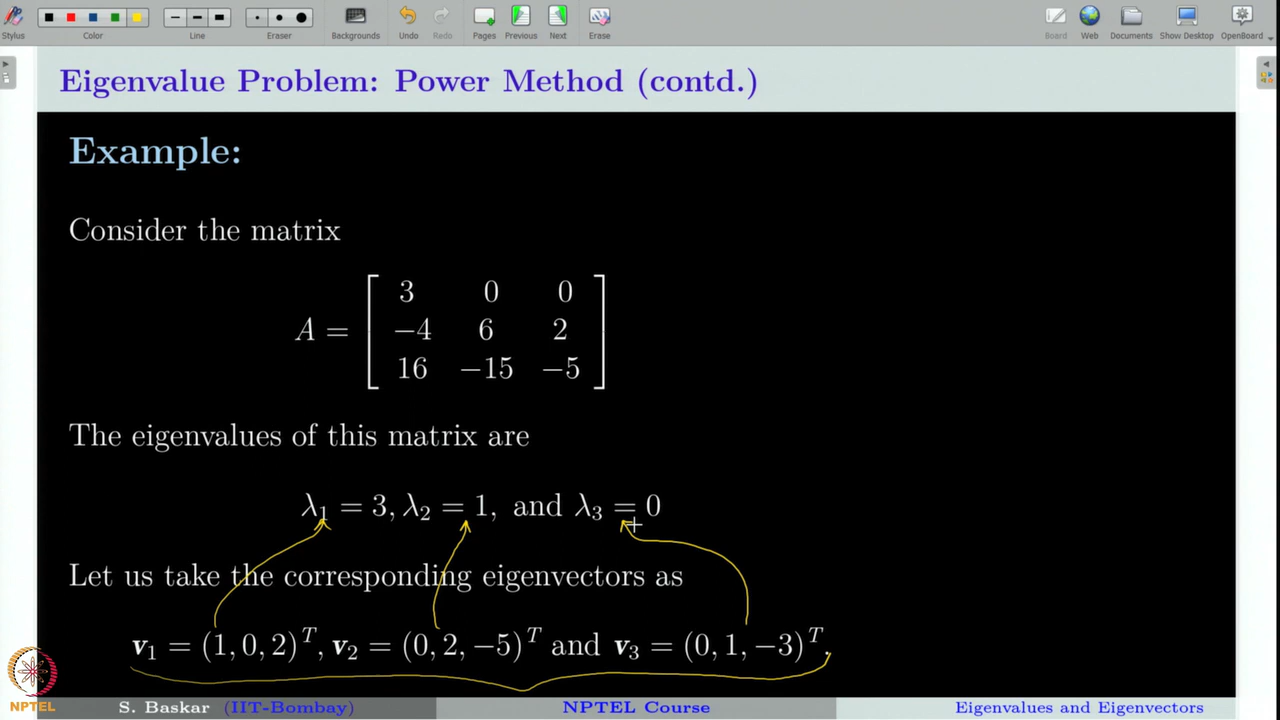 Stylus Color Line Eraser Backgrounds Undo Redo Pages Previous Next Erase Board Web Documents Show Desktop OpenBoard
Eigenvalue Problem: Power Method (contd.)
Example:
Consider the matrix
A = [ 3 0 0
−4 6 2
16 −15 −5 ]
The eigenvalues of this matrix are
λ₁ = 3, λ₂ = 1, and λ₃ = 0
Let us take the corresponding eigenvectors as
v₁ = (1, 0, 2)ᵀ, v₂ = (0, 2, −5)ᵀ and v₃ = (0, 1, −3)ᵀ.
NPTEL
S. Baskar (IIT-Bombay) NPTEL Course Eigenvalues and Eigenvectors